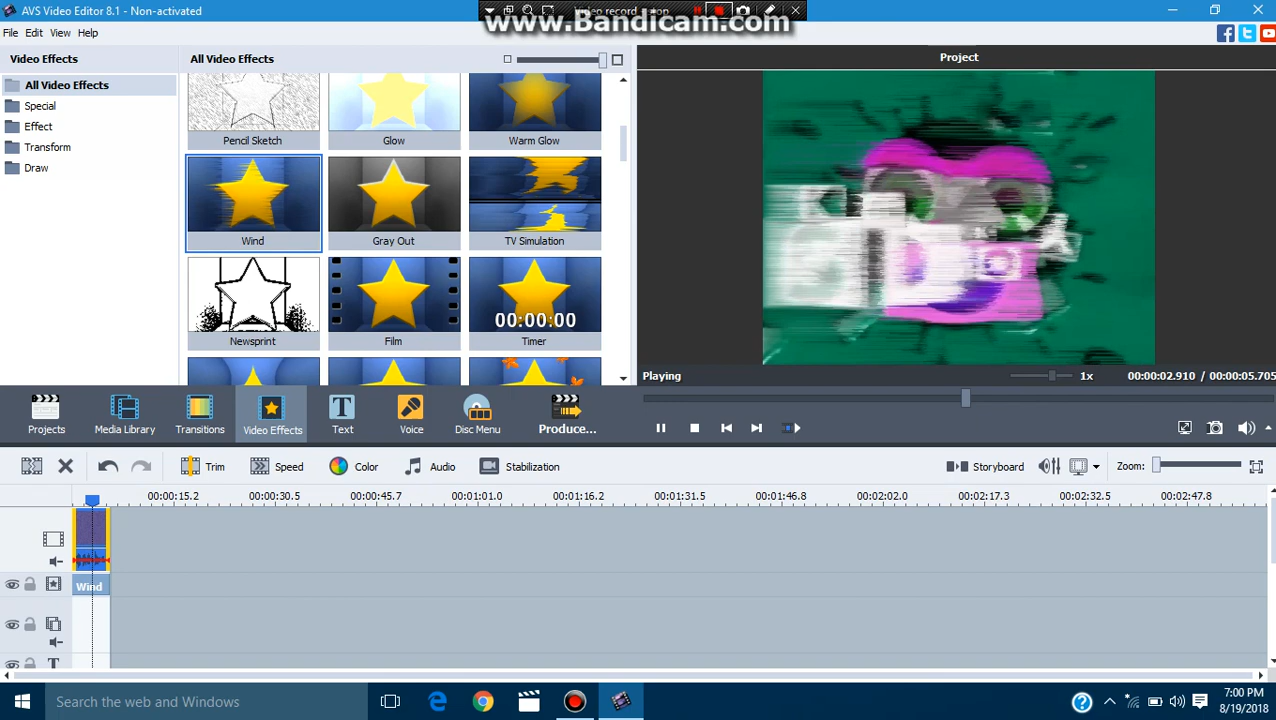 AVS Video Editor 8.1 - Non-activated
www.Bandicam.com
File Edit View Help
Video Effects
All Video Effects
Special
Effect
Transform
Draw
All Video Effects
Pencil Sketch
Glow
Warm Glow
Wind
Gray Out
TV Simulation
Newsprint
Film
00:00:00
Timer
Project
Playing
1x
00:00:02.910 / 00:00:05.705
Projects
Media Library
Transitions
Video Effects
Text
Voice
Disc Menu
Produce...
Trim
Speed
Color
Audio
Stabilization
Storyboard
Zoom:
00:00:15.2 00:00:30.5 00:00:45.7 00:01:01.0 00:01:16.2 00:01:31.5 00:01:46.8 00:02:02.0 00:02:17.3 00:02:32.5 00:02:47.8
Wind
Search the web and Windows
7:00 PM
8/19/2018